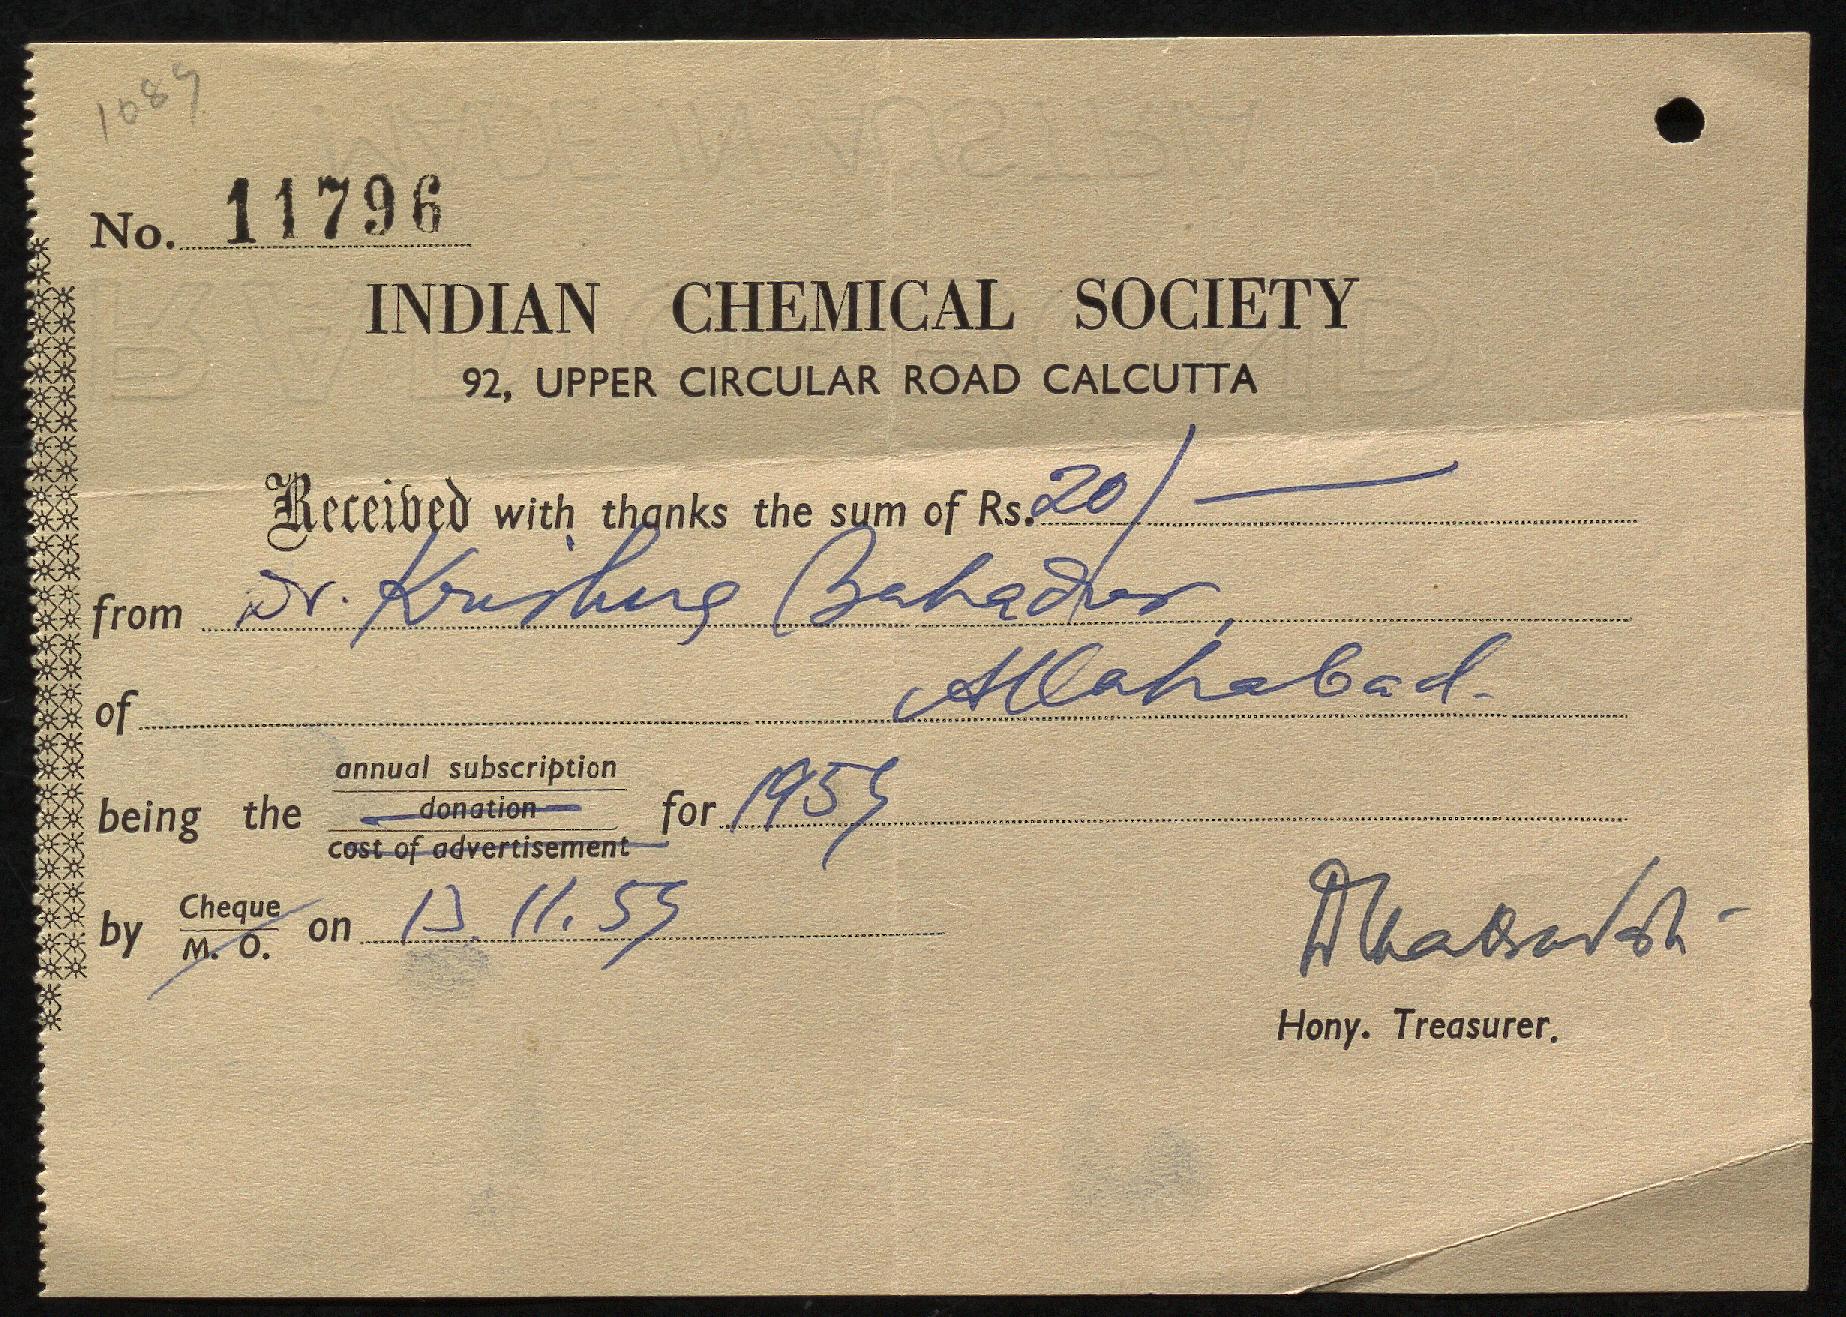 1089
No. 11796
INDIAN CHEMICAL SOCIETY
92, UPPER CIRCULAR ROAD CALCUTTA
Received with thanks the sum of Rs. 20/—
from Dr. Krishna Bahadur,
of Allahabad.
annual subscription
being the donation for 1959
cost of advertisement
by Cheque on 13. 11. 59
M. O.
Hony. Treasurer.